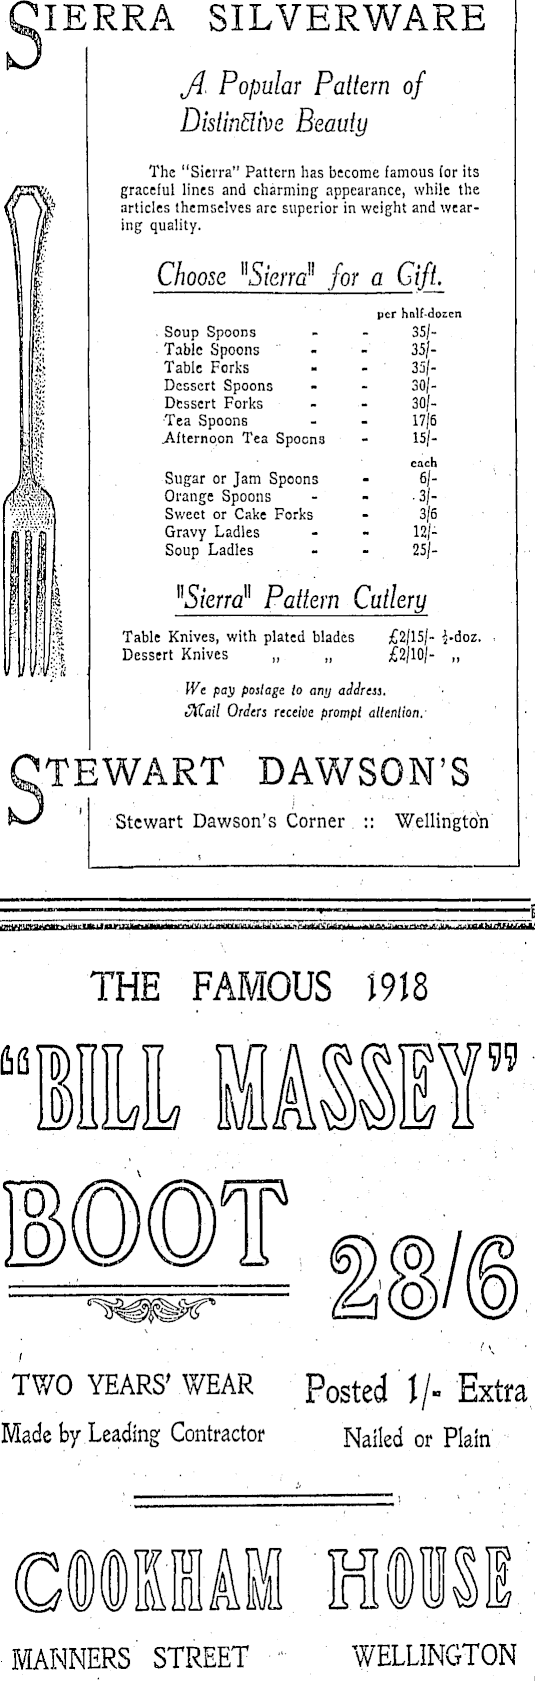 SIERRA SILVERWARE
A Popular Pattern of
Distinctive Beauty
The "Sierra" Pattern has become famous for its
graceful lines and charming appearance, while the
articles themselves are superior in weight and wear-
ing quality.
Choose "Sierra" for a Gift.
per half-dozen
Soup Spoons - - 35/-
Table Spoons - - 35/-
Table Forks - - 35/-
Dessert Spoons - - 30/-
Dessert Forks - - 30/-
Tea Spoons - - 17/6
Afternoon Tea Spoons - 15/-
each
Sugar or Jam Spoons - 6/-
Orange Spoons - - 3/-
Sweet or Cake Forks - 3/6
Gravy Ladles - - 12/-
Soup Ladles - - 25/-
"Sierra" Pattern Cutlery
Table Knives, with plated blades £2/15/- ½-doz.
Dessert Knives „ „ £2/10/- „
We pay postage to any address.
Mail Orders receive prompt attention.
STEWART DAWSON'S
Stewart Dawson's Corner :: Wellington
THE FAMOUS 1918
"BILL MASSEY"
BOOT 28/6
TWO YEARS' WEAR Posted 1/- Extra
Made by Leading Contractor Nailed or Plain
COOKHAM HOUSE
MANNERS STREET WELLINGTON